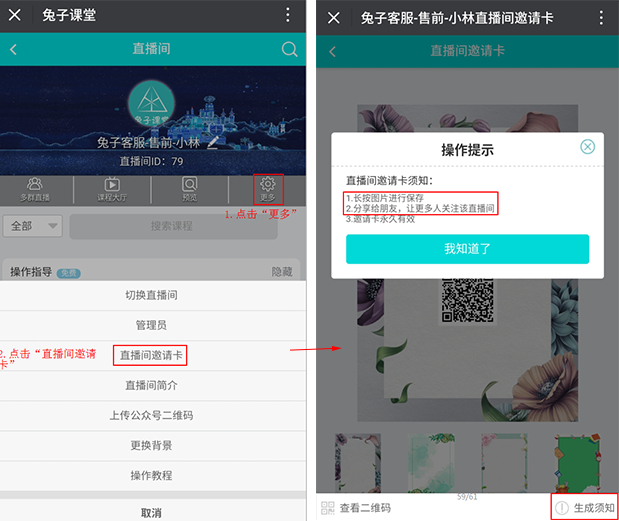 兔子课堂
直播间
兔子课堂
兔子客服-售前-小林
直播间ID：79
多群直播
课程大厅
预览
更多
1.点击“更多”
全部
搜索课程
操作指导 免费
隐藏
切换直播间
管理员
2.点击“直播间邀请
卡”
直播间邀请卡
直播间简介
上传公众号二维码
更换背景
操作教程
取消
兔子客服-售前-小林直播间邀请卡
直播间邀请卡
操作提示
直播间邀请卡须知：
1.长按图片进行保存
2.分享给朋友，让更多人关注该直播间
3.邀请卡永久有效
我知道了
59/61
查看二维码
生成须知